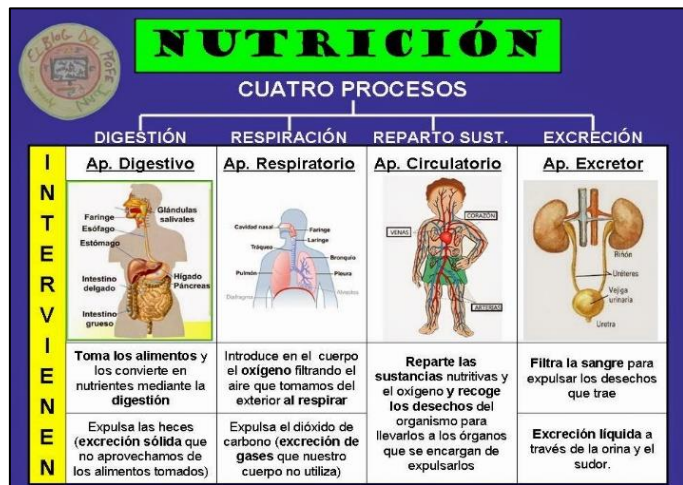 EL BLOG DEL PROFE
NUTRICIÓN
CUATRO PROCESOS
DIGESTIÓN
RESPIRACIÓN
REPARTO SUST.
EXCRECIÓN
INTERVIENEN
Ap. Digestivo
Ap. Respiratorio
Ap. Circulatorio
Ap. Excretor
Faringe
Glándulas
salivales
Esófago
Estómago
Hígado
Páncreas
Intestino
delgado
Intestino
grueso
Cavidad nasal
Faringe
Laringe
Tráquea
Bronquio
Pulmón
Pleura
Diafragma
Alveolos
CORAZÓN
VENAS
ARTERIAS
Riñón
Uréteres
Vejiga
urinaria
Uretra
Toma los alimentos y
los convierte en
nutrientes mediante la
digestión
Introduce en el cuerpo
el oxígeno filtrando el
aire que tomamos del
exterior al respirar
Reparte las
sustancias nutritivas y
el oxígeno y recoge
los desechos del
organismo para
llevarlos a los órganos
que se encargan de
expulsarlos
Filtra la sangre para
expulsar los desechos
que trae
Expulsa las heces
(excreción sólida que
no aprovechamos de
los alimentos tomados)
Expulsa el dióxido de
carbono (excreción de
gases que nuestro
cuerpo no utiliza)
Excreción líquida a
través de la orina y el
sudor.